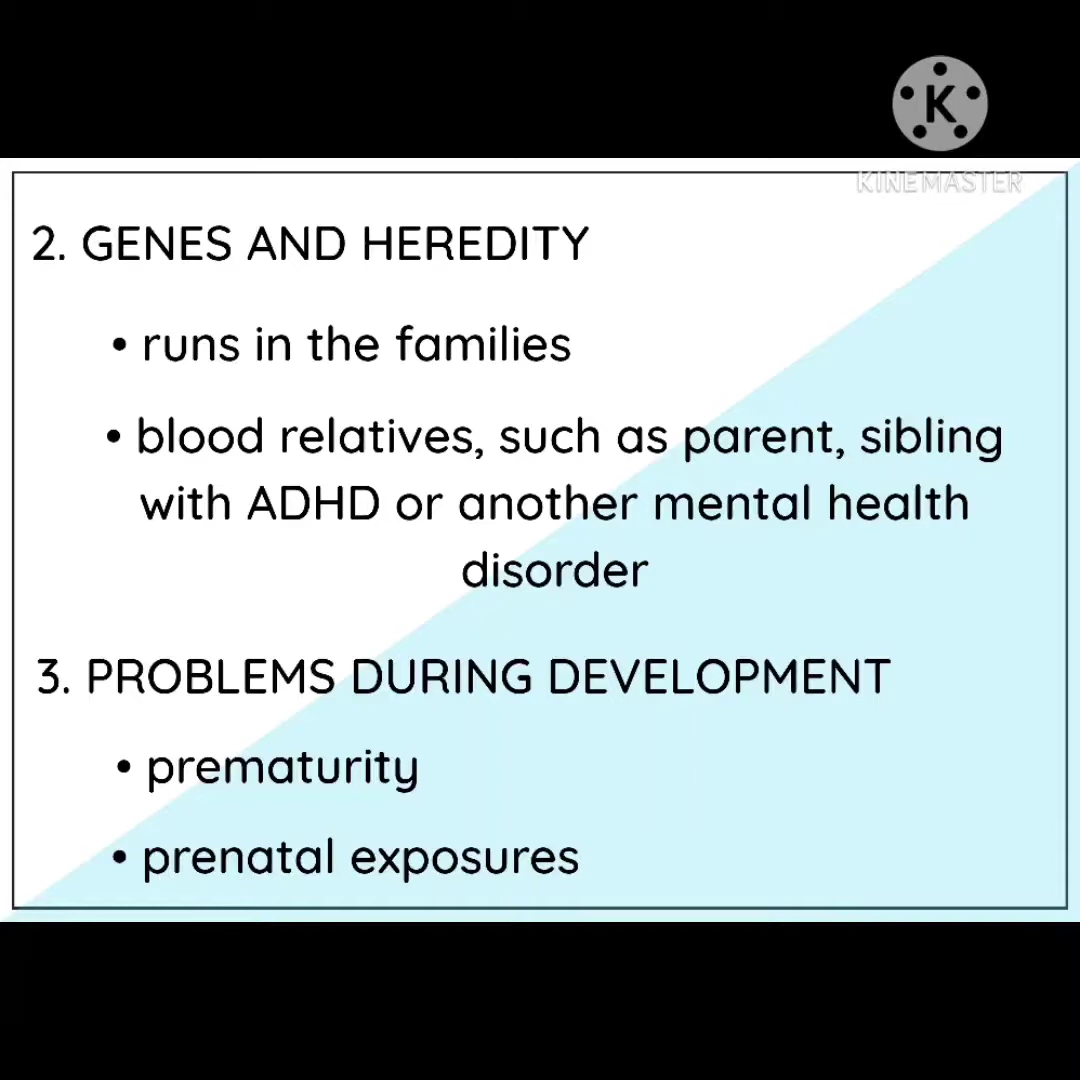 K
KINEMASTER
2. GENES AND HEREDITY
• runs in the families
• blood relatives, such as parent, sibling
with ADHD or another mental health
disorder
3. PROBLEMS DURING DEVELOPMENT
• prematurity
• prenatal exposures